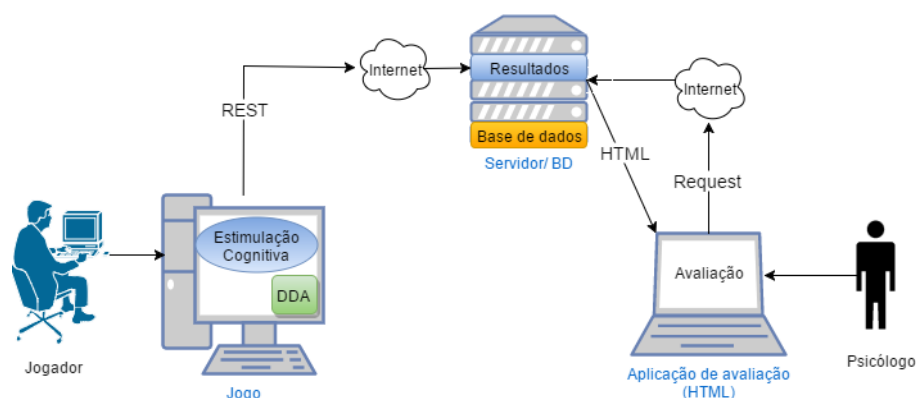 Internet
Resultados
Internet
REST
Base de dados
Servidor/ BD
HTML
Request
Estimulação
Cognitiva
Avaliação
DDA
Jogador
Psicólogo
Jogo
Aplicação de avaliação
(HTML)